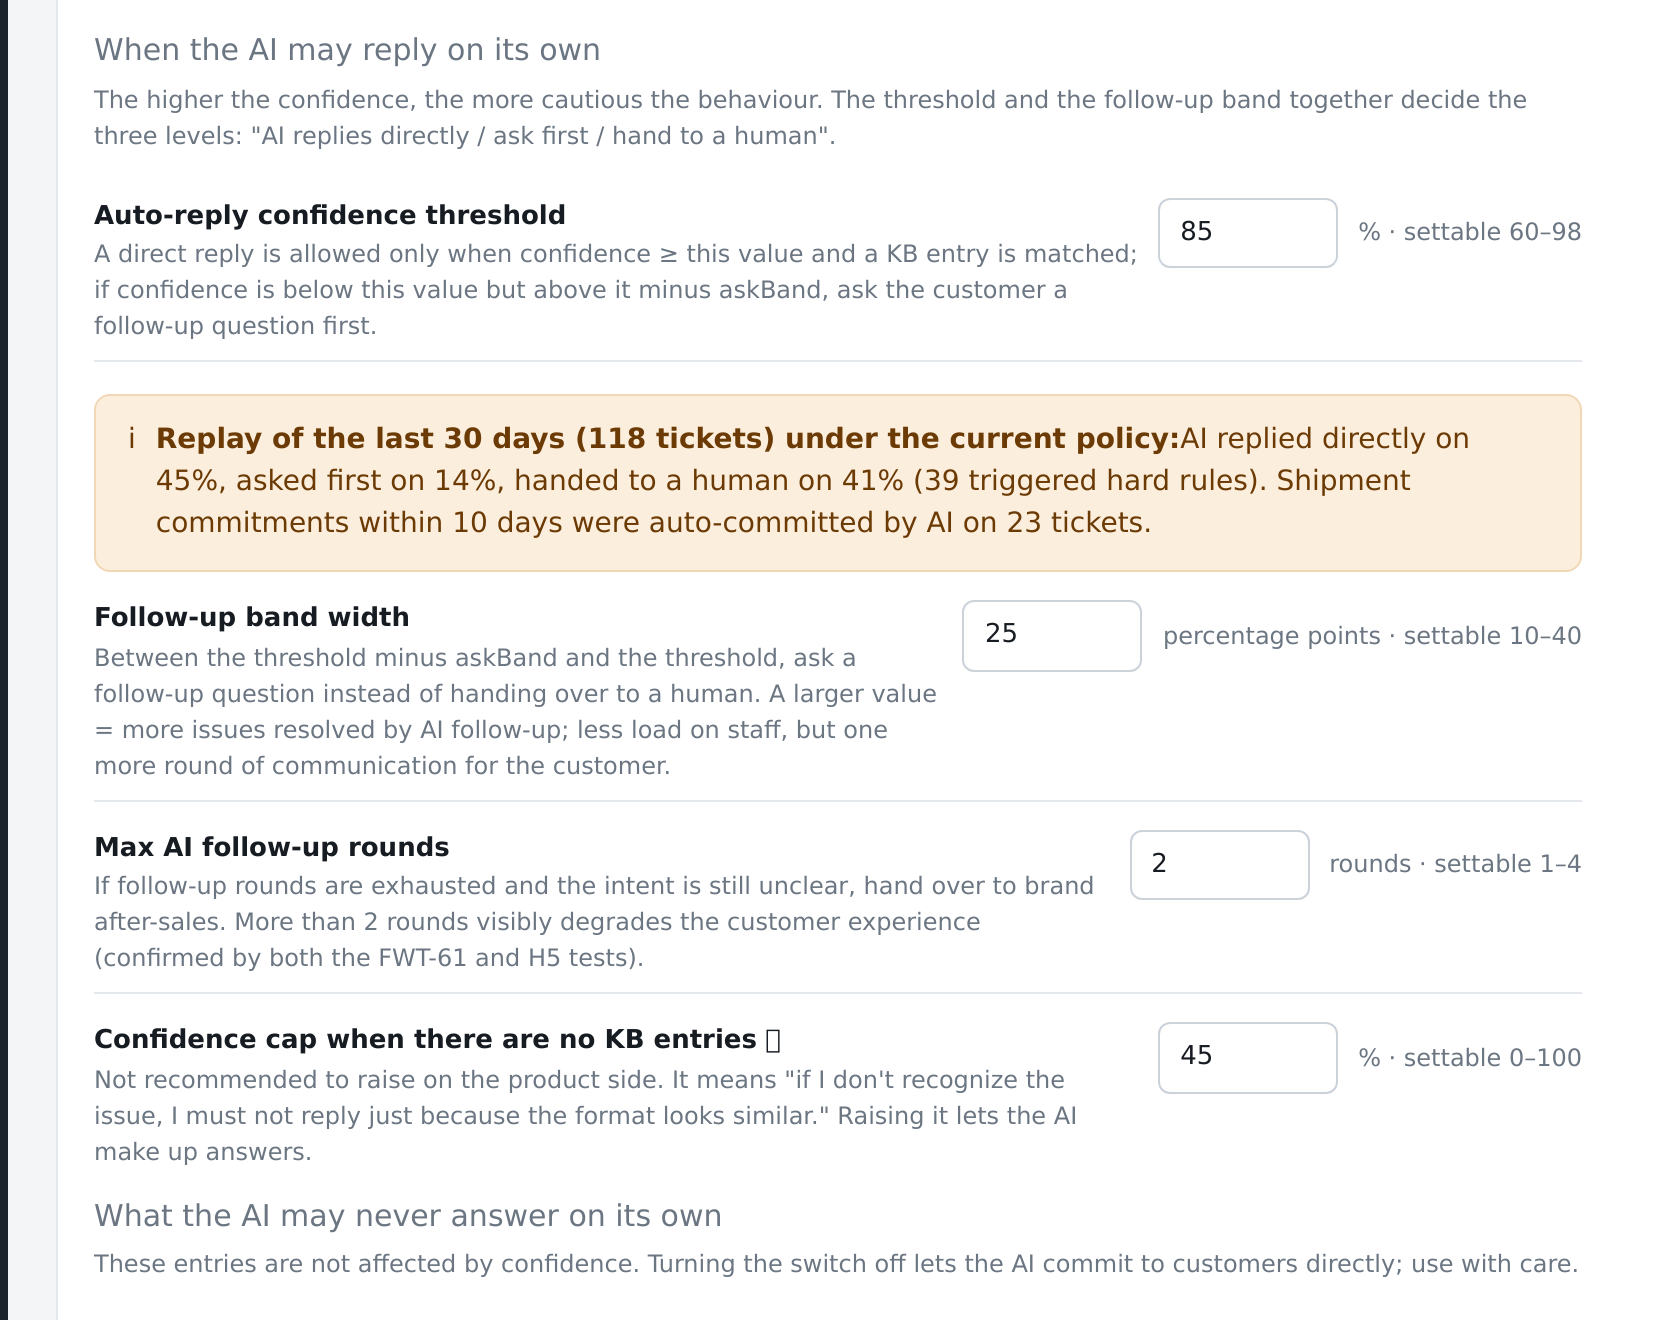 When the AI may reply on its own
The higher the confidence, the more cautious the behaviour. The threshold and the follow-up band together decide the
three levels: "AI replies directly / ask first / hand to a human".
Auto-reply confidence threshold
A direct reply is allowed only when confidence ≥ this value and a KB entry is matched;
if confidence is below this value but above it minus askBand, ask the customer a
follow-up question first.
85
% · settable 60–98
i Replay of the last 30 days (118 tickets) under the current policy:AI replied directly on
45%, asked first on 14%, handed to a human on 41% (39 triggered hard rules). Shipment
commitments within 10 days were auto-committed by AI on 23 tickets.
Follow-up band width
Between the threshold minus askBand and the threshold, ask a
follow-up question instead of handing over to a human. A larger value
= more issues resolved by AI follow-up; less load on staff, but one
more round of communication for the customer.
25
percentage points · settable 10–40
Max AI follow-up rounds
If follow-up rounds are exhausted and the intent is still unclear, hand over to brand
after-sales. More than 2 rounds visibly degrades the customer experience
(confirmed by both the FWT-61 and H5 tests).
2
rounds · settable 1–4
Confidence cap when there are no KB entries
Not recommended to raise on the product side. It means "if I don't recognize the
issue, I must not reply just because the format looks similar." Raising it lets the AI
make up answers.
45
% · settable 0–100
What the AI may never answer on its own
These entries are not affected by confidence. Turning the switch off lets the AI commit to customers directly; use with care.